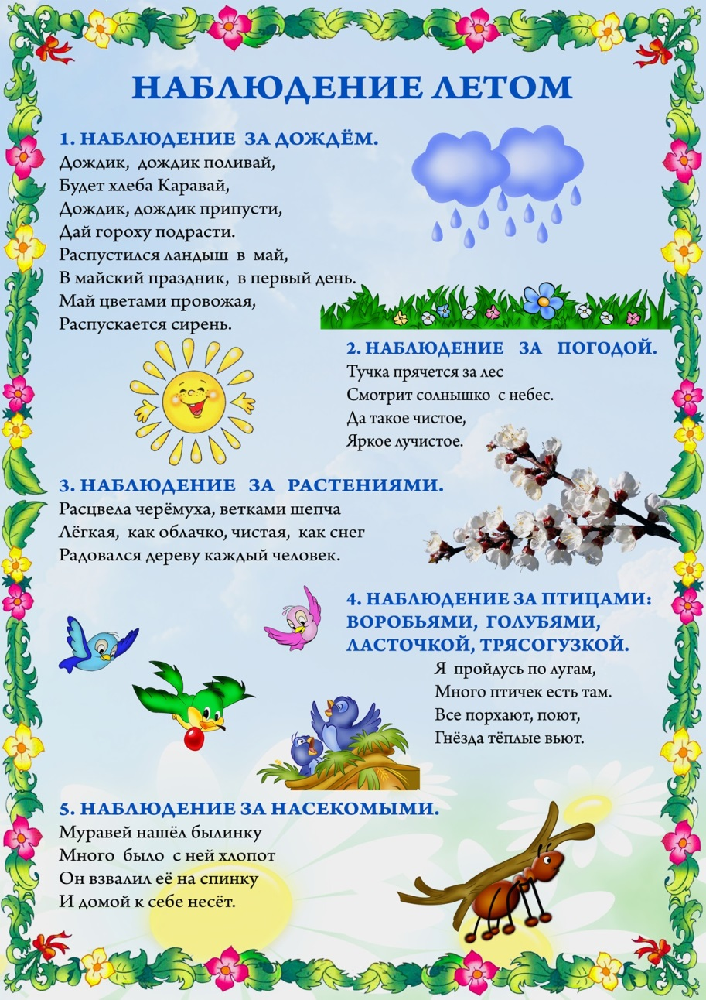 НАБЛЮДЕНИЕ ЛЕТОМ
1. НАБЛЮДЕНИЕ ЗА ДОЖДЁМ.
Дождик, дождик поливай,
Будет хлеба Каравай,
Дождик, дождик припусти,
Дай гороху подрасти.
Распустился ландыш в май,
В майский праздник, в первый день.
Май цветами провожая,
Распускается сирень.
2. НАБЛЮДЕНИЕ ЗА ПОГОДОЙ.
Тучка прячется за лес
Смотрит солнышко с небес.
Да такое чистое,
Яркое лучистое.
3. НАБЛЮДЕНИЕ ЗА РАСТЕНИЯМИ.
Расцвела черёмуха, ветками шепча
Лёгкая, как облачко, чистая, как снег
Радовался дереву каждый человек.
4. НАБЛЮДЕНИЕ ЗА ПТИЦАМИ:
ВОРОБЬЯМИ, ГОЛУБЯМИ,
ЛАСТОЧКОЙ, ТРЯСОГУЗКОЙ.
Я пройдусь по лугам,
Много птичек есть там.
Все порхают, поют,
Гнёзда тёплые вьют.
5. НАБЛЮДЕНИЕ ЗА НАСЕКОМЫМИ.
Муравей нашёл былинку
Много было с ней хлопот
Он взвалил её на спинку
И домой к себе несёт.